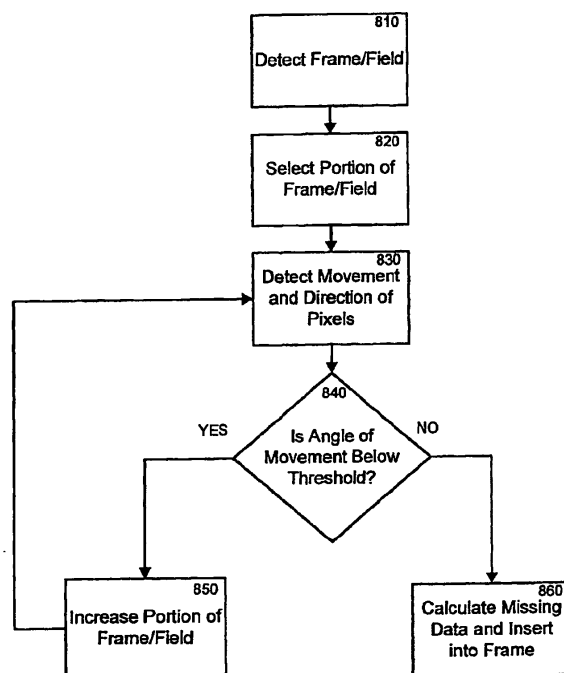 810
Detect Frame/Field
820
Select Portion of
Frame/Field
830
Detect Movement
and Direction of
Pixels
840
YES
NO
Is Angle of
Movement Below
Threshold?
850
Increase Portion of
Frame/Field
860
Calculate Missing
Data and Insert
into Frame